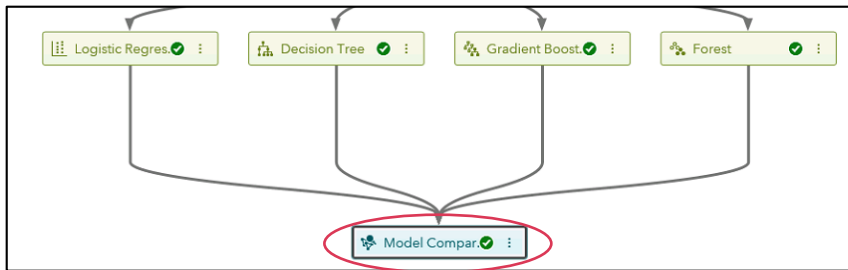 Logistic Regres.
Decision Tree
Gradient Boost.
Forest
Model Compar.